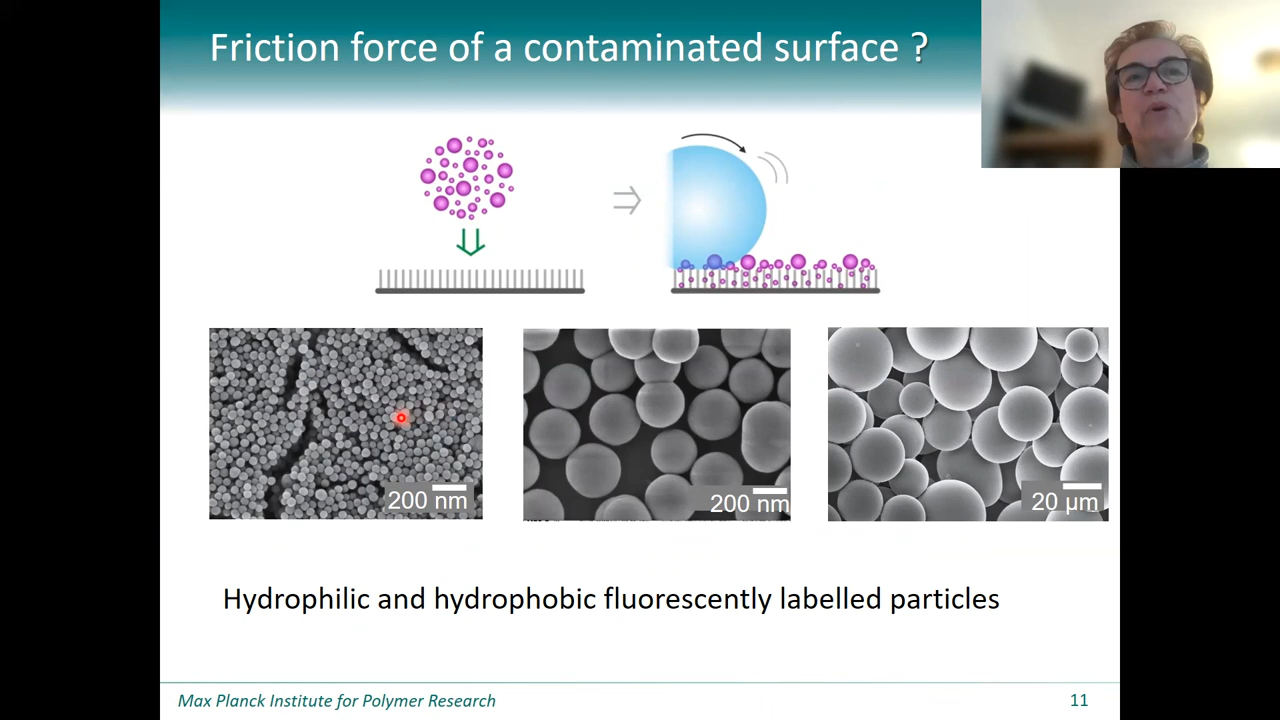 Friction force of a contaminated surface ?
200 nm
200 nm
20 µm
Hydrophilic and hydrophobic fluorescently labelled particles
Max Planck Institute for Polymer Research
11